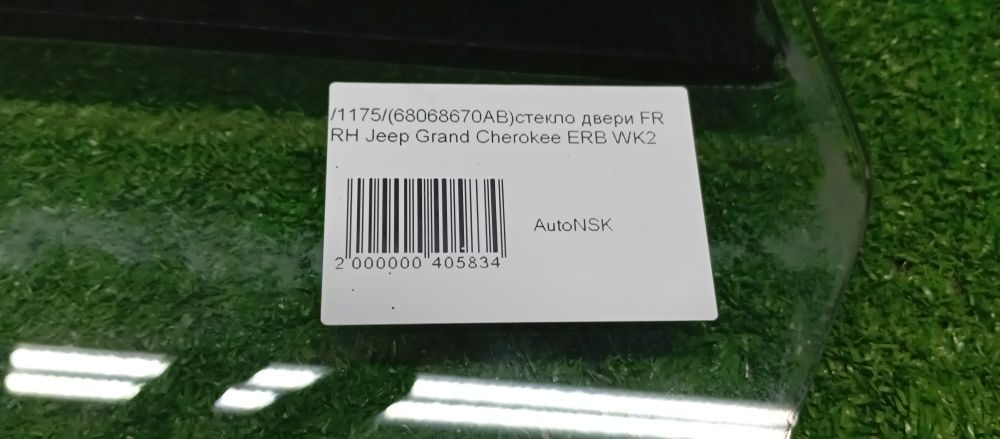 /1175/(68068670AB)стекло двери FR
RH Jeep Grand Cherokee ERB WK2
AutoNSK
2 000000 405834